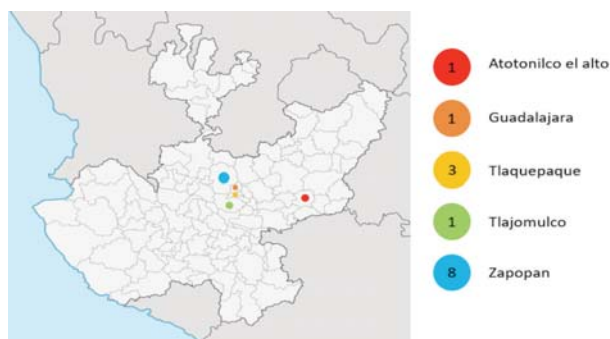 1 Atotonilco el alto
1 Guadalajara
3 Tlaquepaque
1 Tlajomulco
8 Zapopan